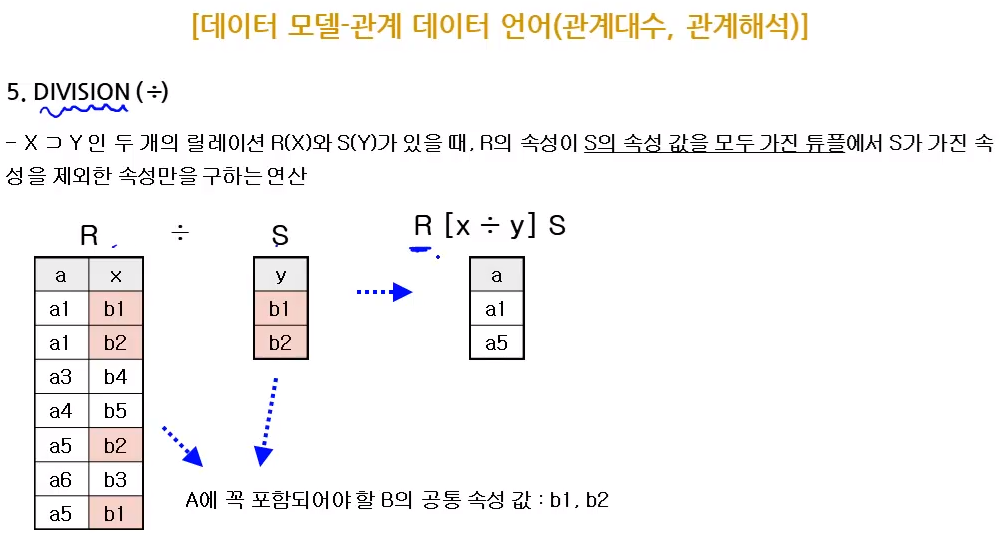 [데이터 모델-관계 데이터 언어(관계대수, 관계해석)]
5. DIVISION (÷)
- X ⊃ Y 인 두 개의 릴레이션 R(X)와 S(Y)가 있을 때, R의 속성이 S의 속성 값을 모두 가진 튜플에서 S가 가진 속
성을 제외한 속성만을 구하는 연산
R ÷ S R [x ÷ y] S
a x y a
a1 b1 b1 a1
a1 b2 b2 a5
a3 b4
a4 b5
a5 b2
a6 b3
a5 b1
A에 꼭 포함되어야 할 B의 공통 속성 값 : b1, b2